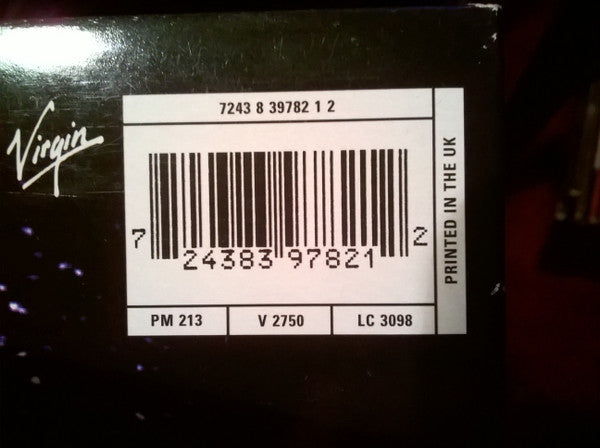 7243 8 39782 1 2
Virgin
7 24383 97821 2
PRINTED IN THE UK
PM 213
V 2750
LC 3098